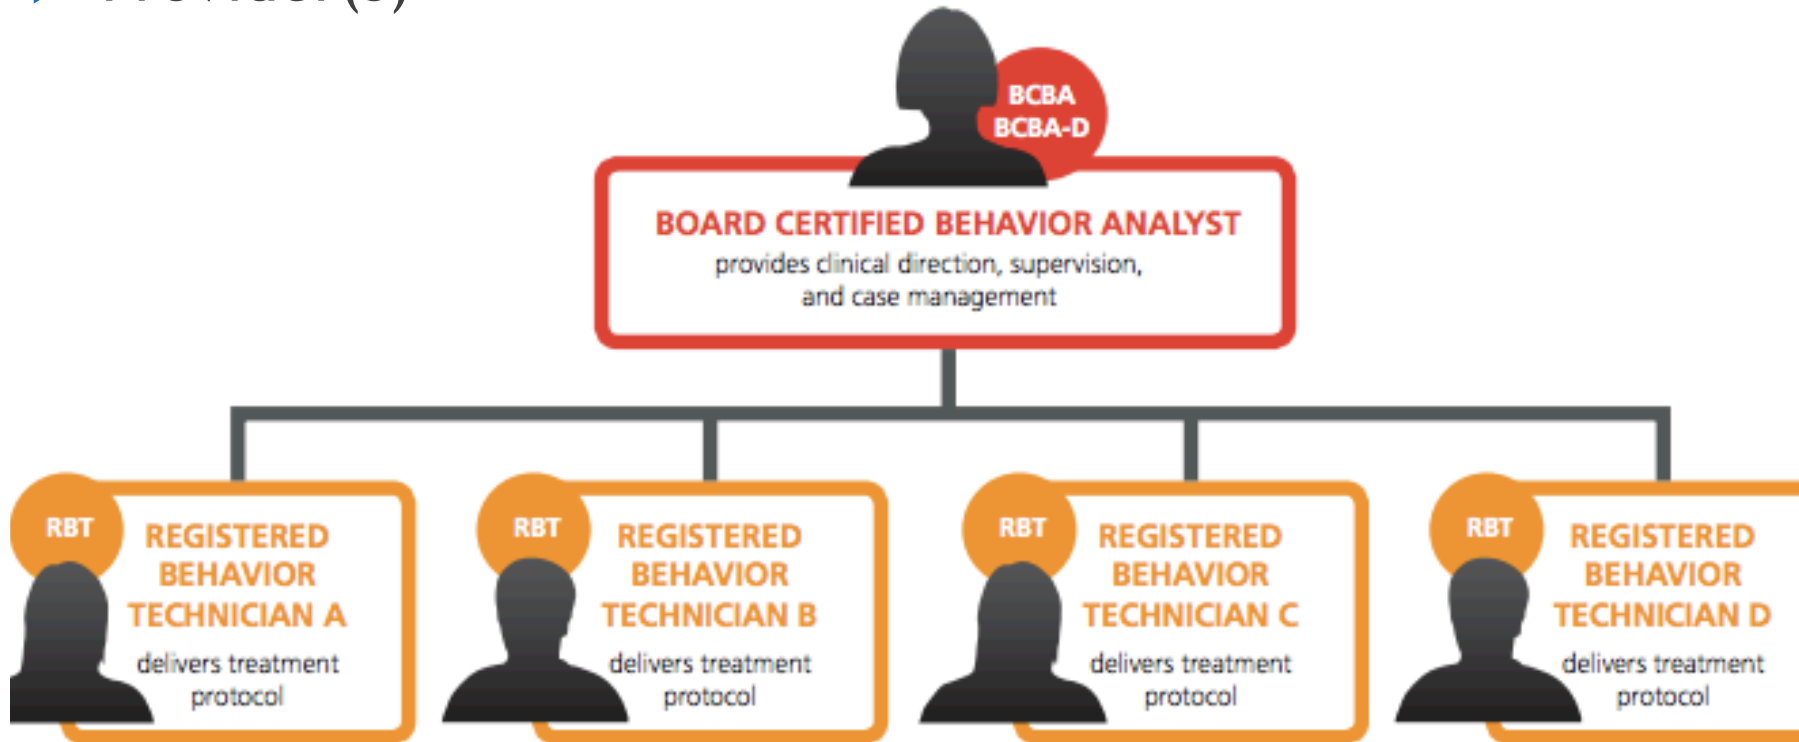 Provider(s)
BCBA
BCBA-D
BOARD CERTIFIED BEHAVIOR ANALYST
provides clinical direction, supervision,
and case management
RBT
REGISTERED
BEHAVIOR
TECHNICIAN A
delivers treatment
protocol
RBT
REGISTERED
BEHAVIOR
TECHNICIAN B
delivers treatment
protocol
RBT
REGISTERED
BEHAVIOR
TECHNICIAN C
delivers treatment
protocol
RBT
REGISTERED
BEHAVIOR
TECHNICIAN D
delivers treatment
protocol